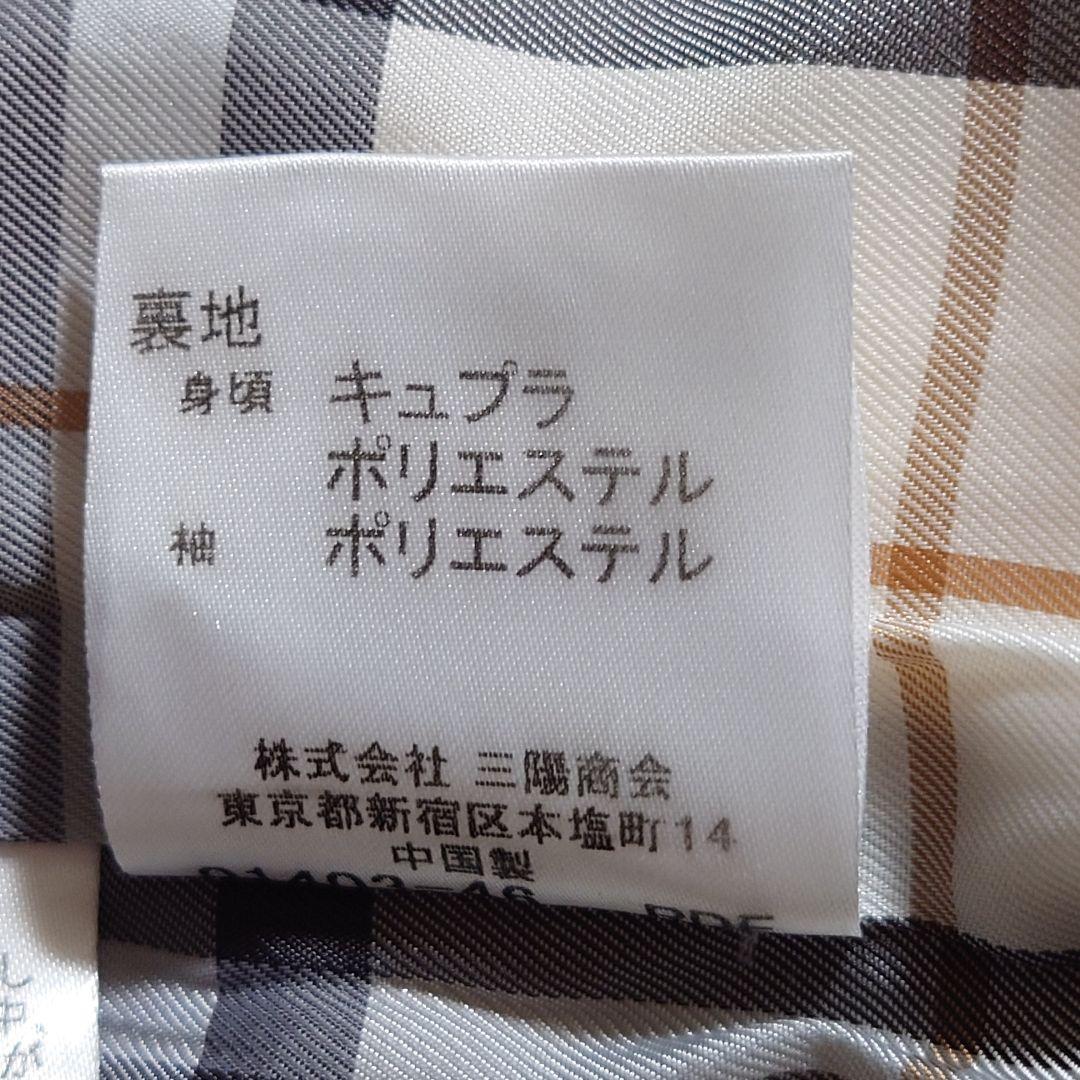 裏地
身頃 キュプラ
ポリエステル
袖 ポリエステル
株式会社 三陽商会
東京都新宿区本塩町14
中国製